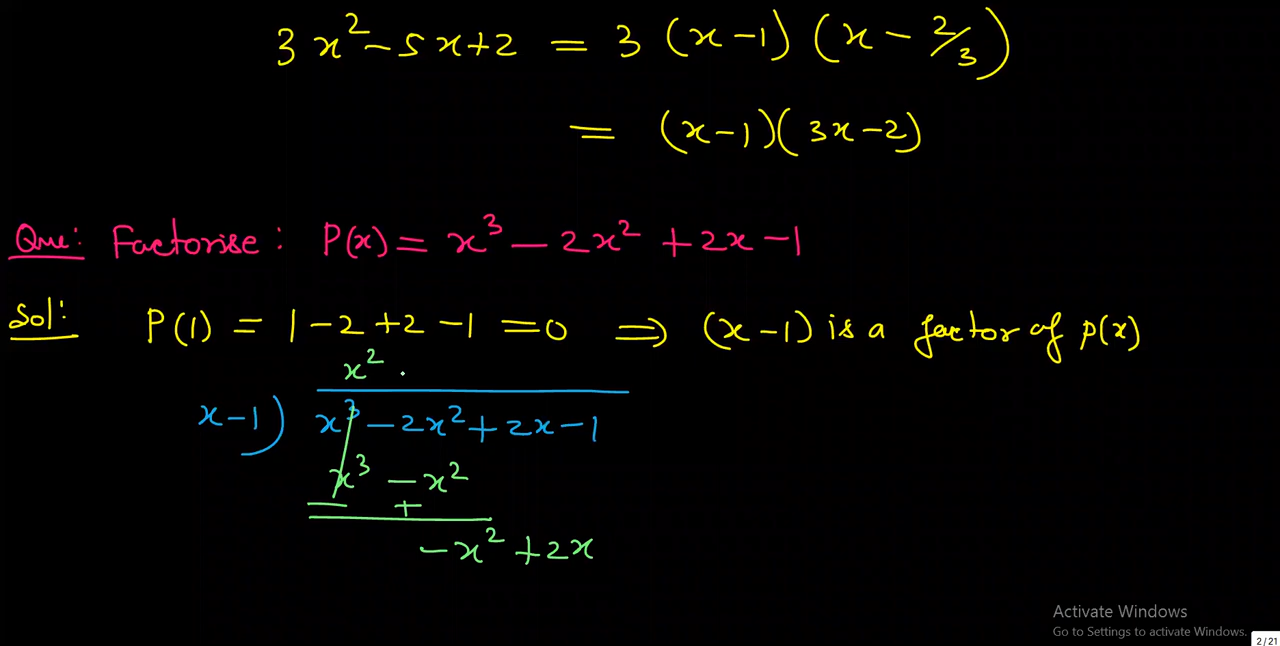 3x² - 5x + 2 = 3 (x - 1) (x - 2/3)
= (x - 1)(3x - 2)
Que: Factorise: P(x) = x³ - 2x² + 2x - 1
Sol: P(1) = 1 - 2 + 2 - 1 = 0 ⟹ (x - 1) is a factor of p(x)
x²
x - 1) x³ - 2x² + 2x - 1
x³ - x²
- +
- x² + 2x
Activate Windows
Go to Settings to activate Windows.
2/21